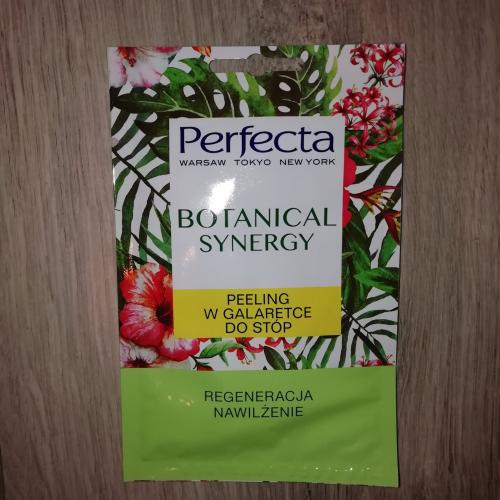 Perfecta
WARSAW TOKYO NEW YORK
BOTANICAL
SYNERGY
PEELING
W GALARETCE
DO STÓP
REGENERACJA
NAWILŻENIE